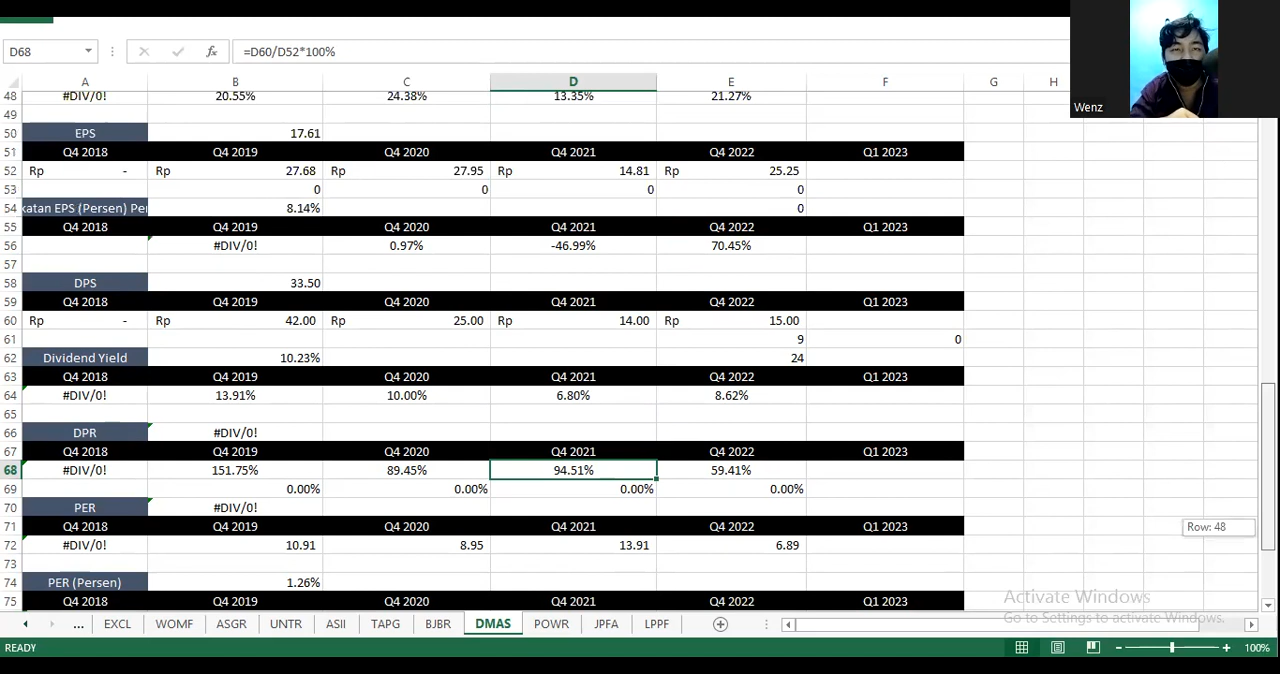 Wenz
D68 fx =D60/D52*100%
A B C D E F G H
48 #DIV/0! 20.55% 24.38% 13.35% 21.27%
49
50 EPS 17.61
51 Q4 2018 Q4 2019 Q4 2020 Q4 2021 Q4 2022 Q1 2023
52 Rp - Rp 27.68 Rp 27.95 Rp 14.81 Rp 25.25
53 0 0 0 0
54 katan EPS (Persen) Per 8.14% 0
55 Q4 2018 Q4 2019 Q4 2020 Q4 2021 Q4 2022 Q1 2023
56 #DIV/0! 0.97% -46.99% 70.45%
57
58 DPS 33.50
59 Q4 2018 Q4 2019 Q4 2020 Q4 2021 Q4 2022 Q1 2023
60 Rp - Rp 42.00 Rp 25.00 Rp 14.00 Rp 15.00
61 9 0
62 Dividend Yield 10.23% 24
63 Q4 2018 Q4 2019 Q4 2020 Q4 2021 Q4 2022 Q1 2023
64 #DIV/0! 13.91% 10.00% 6.80% 8.62%
65
66 DPR #DIV/0!
67 Q4 2018 Q4 2019 Q4 2020 Q4 2021 Q4 2022 Q1 2023
68 #DIV/0! 151.75% 89.45% 94.51% 59.41%
69 0.00% 0.00% 0.00% 0.00%
70 PER #DIV/0!
71 Q4 2018 Q4 2019 Q4 2020 Q4 2021 Q4 2022 Q1 2023
Row: 48
72 #DIV/0! 10.91 8.95 13.91 6.89
73
74 PER (Persen) 1.26%
75 Q4 2018 Q4 2019 Q4 2020 Q4 2021 Q4 2022 Q1 2023
Activate Windows
Go to Settings to activate Windows.
... EXCL WOMF ASGR UNTR ASII TAPG BJBR DMAS POWR JPFA LPPF
READY 100%